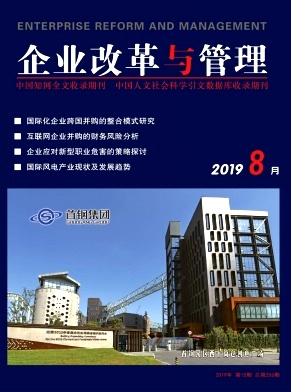 ENTERPRISE REFORM AND MANAGEMENT
企业改革与管理
中国知网全文收录期刊 中国人文社会科学引文数据库收录期刊
■ 国际化企业跨国并购的整合模式研究
■ 互联网企业并购的财务风险分析
■ 企业应对新型职业危害的策略探讨
■ 国际风电产业现状及发展趋势
2019 8 月
首钢集团